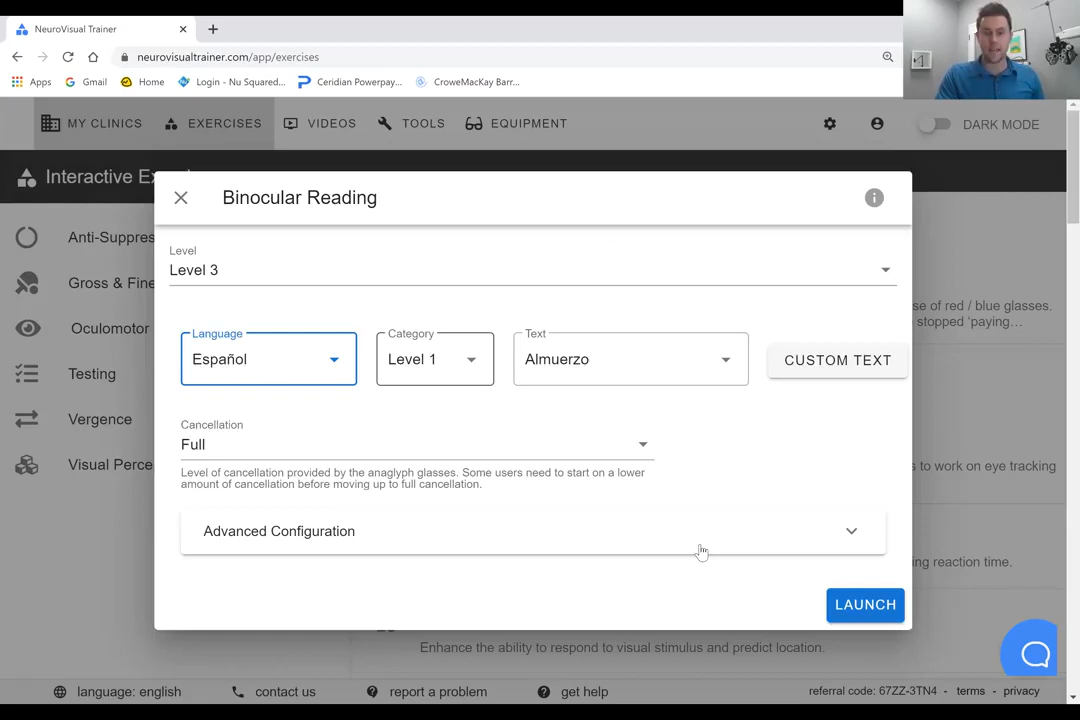 NeuroVisual Trainer
neurovisualtrainer.com/app/exercises
Apps Gmail Home Login - Nu Squared... Ceridian Powerpay... CroweMacKay Barr...
MY CLINICS EXERCISES VIDEOS TOOLS EQUIPMENT DARK MODE
Interactive Ex
Binocular Reading
Anti-Suppres
Gross & Fine
Oculomotor
Testing
Vergence
Visual Perce
Level
Level 3
Language
Español
Category
Level 1
Text
Almuerzo
CUSTOM TEXT
Cancellation
Full
Level of cancellation provided by the anaglyph glasses. Some users need to start on a lower
amount of cancellation before moving up to full cancellation.
Advanced Configuration
LAUNCH
se of red / blue glasses.
stopped ‘paying…
s to work on eye tracking
ing reaction time.
Enhance the ability to respond to visual stimulus and predict location.
language: english contact us report a problem get help referral code: 67ZZ-3TN4 - terms - privacy